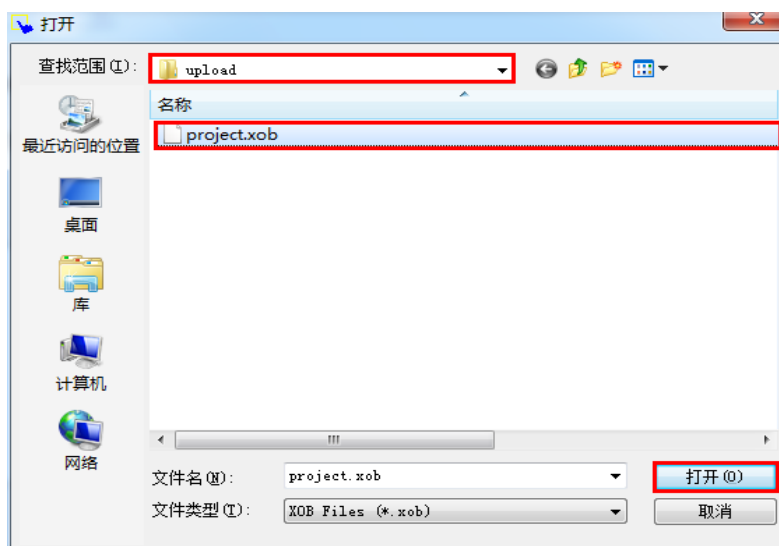 打开
查找范围(I): upload
名称
project.xob
最近访问的位置
桌面
库
计算机
网络
文件名(N): project.xob 打开(O)
文件类型(T): XOB Files (*.xob) 取消